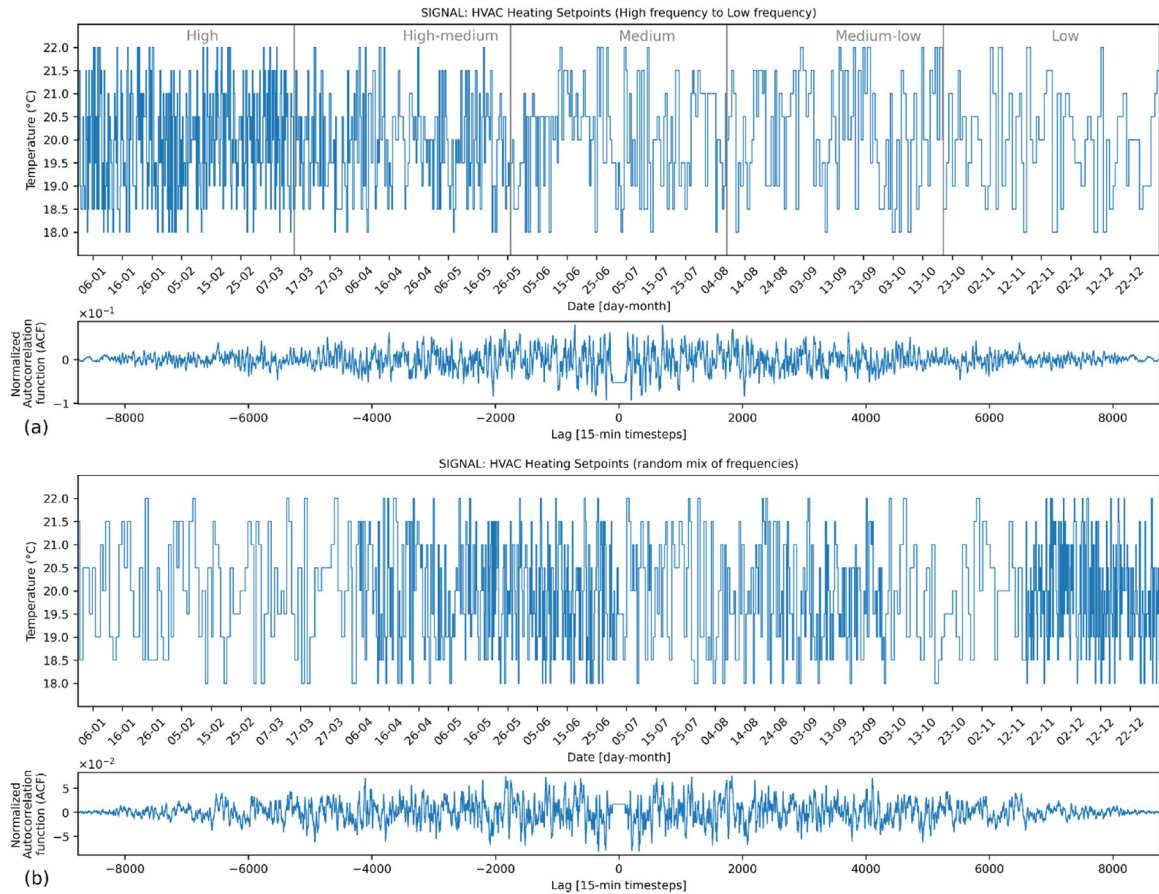 SIGNAL: HVAC Heating Setpoints (High frequency to Low frequency)
High High-medium Medium Medium-low Low
22.0
21.5
21.0
20.5
20.0
19.5
19.0
18.5
18.0
Temperature (°C)
06-01 16-01 26-01 05-02 15-02 25-02 07-03 17-03 27-03 06-04 16-04 26-04 06-05 16-05 26-05 05-06 15-06 25-06 05-07 15-07 25-07 04-08 14-08 24-08 03-09 13-09 23-09 03-10 13-10 23-10 02-11 12-11 22-11 02-12 12-12 22-12
Date [day-month]
×10⁻¹
Normalized
Autocorrelation
function (ACF)
0
−1
−8000 −6000 −4000 −2000 0 2000 4000 6000 8000
Lag [15-min timesteps]
(a)
SIGNAL: HVAC Heating Setpoints (random mix of frequencies)
22.0
21.5
21.0
20.5
20.0
19.5
19.0
18.5
18.0
Temperature (°C)
06-01 16-01 26-01 05-02 15-02 25-02 07-03 17-03 27-03 06-04 16-04 26-04 06-05 16-05 26-05 05-06 15-06 25-06 05-07 15-07 25-07 04-08 14-08 24-08 03-09 13-09 23-09 03-10 13-10 23-10 02-11 12-11 22-11 02-12 12-12 22-12
Date [day-month]
×10⁻²
Normalized
Autocorrelation
function (ACF)
5
0
−5
−8000 −6000 −4000 −2000 0 2000 4000 6000 8000
Lag [15-min timesteps]
(b)